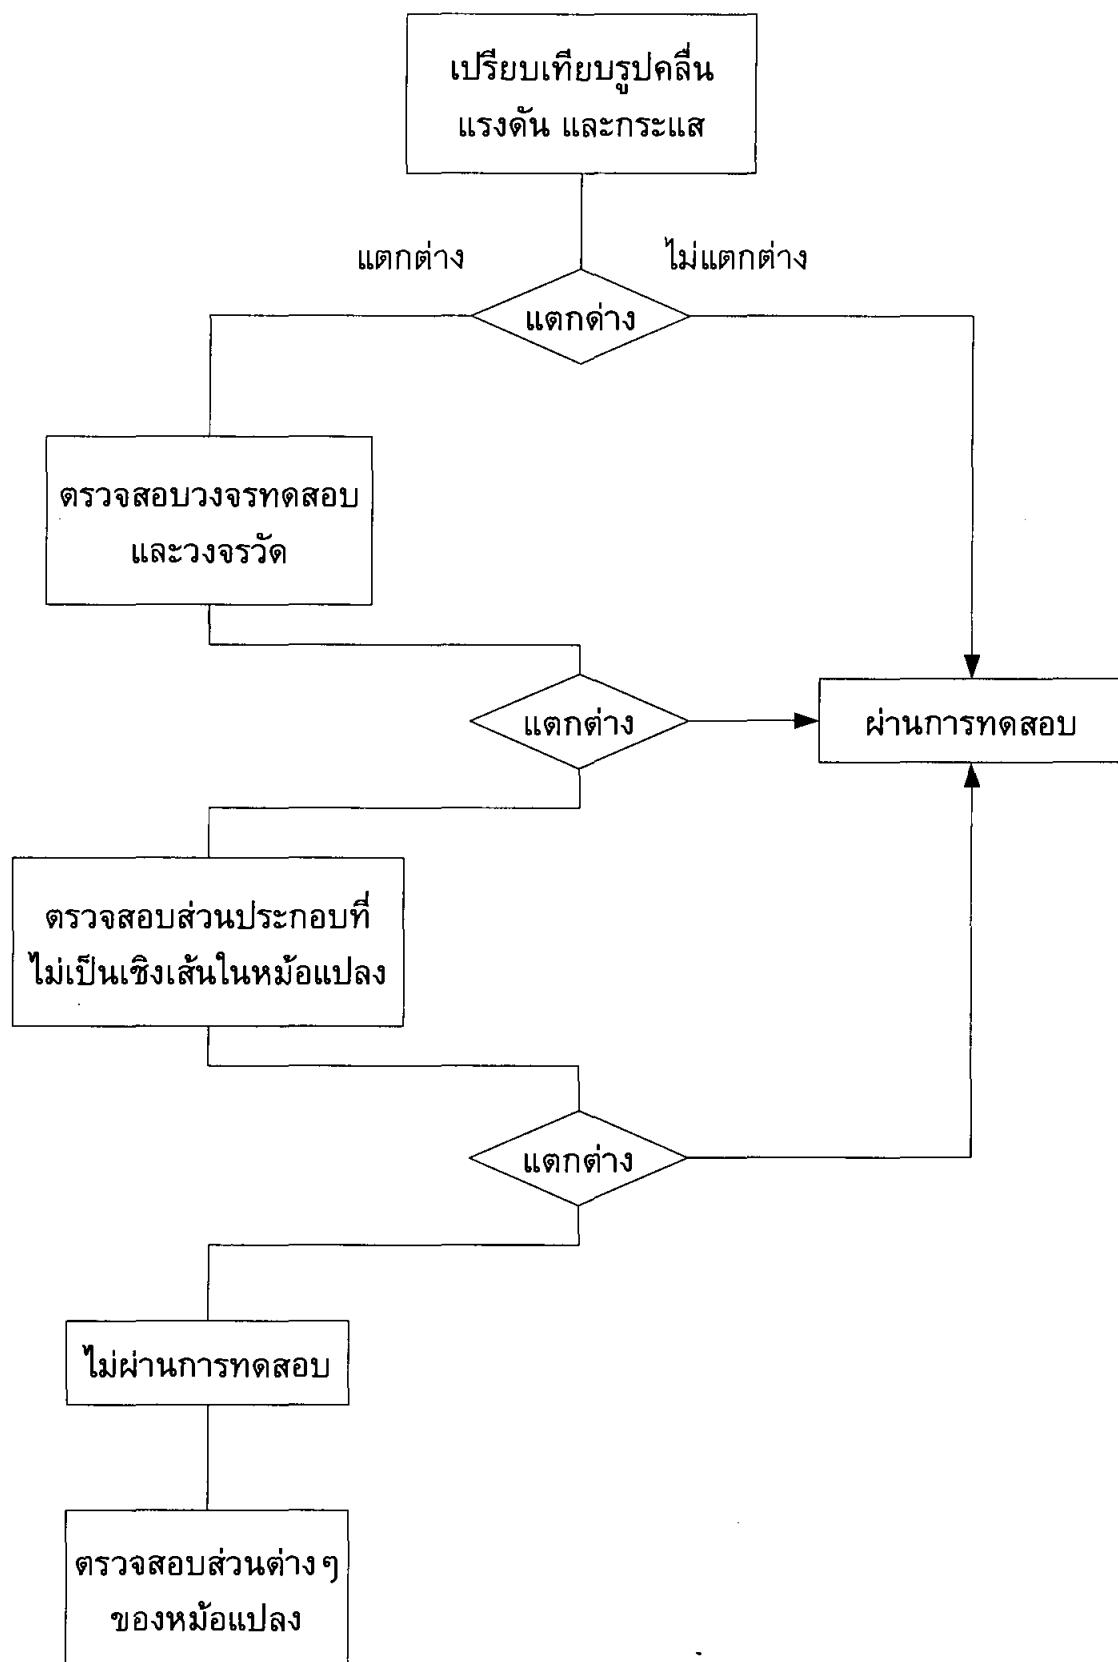 เปรียบเทียบรูปคลื่น
แรงดัน และกระแส
แตกต่าง
ไม่แตกต่าง
แตกต่าง
ตรวจสอบวงจรทดสอบ
และวงจรวัด
แตกต่าง
ผ่านการทดสอบ
ตรวจสอบส่วนประกอบที่
ไม่เป็นเชิงเส้นในหม้อแปลง
แตกต่าง
ไม่ผ่านการทดสอบ
ตรวจสอบส่วนต่างๆ
ของหม้อแปลง